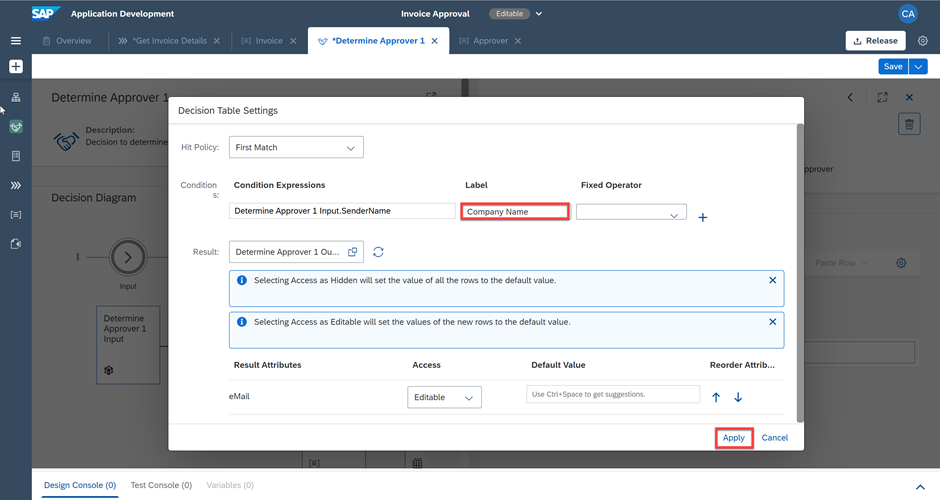 SAP Application Development Invoice Approval Editable CA
Overview *Get Invoice Details Invoice *Determine Approver 1 Approver Release
Save
Determine Approver 1
Description:
Decision to determine
approver
Decision Diagram
Input
Determine
Approver 1
Input
Paste Row
Decision Table Settings
Hit Policy: First Match
Condition
s:
Condition Expressions Label Fixed Operator
Determine Approver 1 Input.SenderName Company Name
Result: Determine Approver 1 Ou...
Selecting Access as Hidden will set the value of all the rows to the default value.
Selecting Access as Editable will set the values of the new rows to the default value.
Result Attributes Access Default Value Reorder Attrib...
eMail Editable Use Ctrl+Space to get suggestions.
Apply Cancel
Design Console (0) Test Console (0) Variables (0)